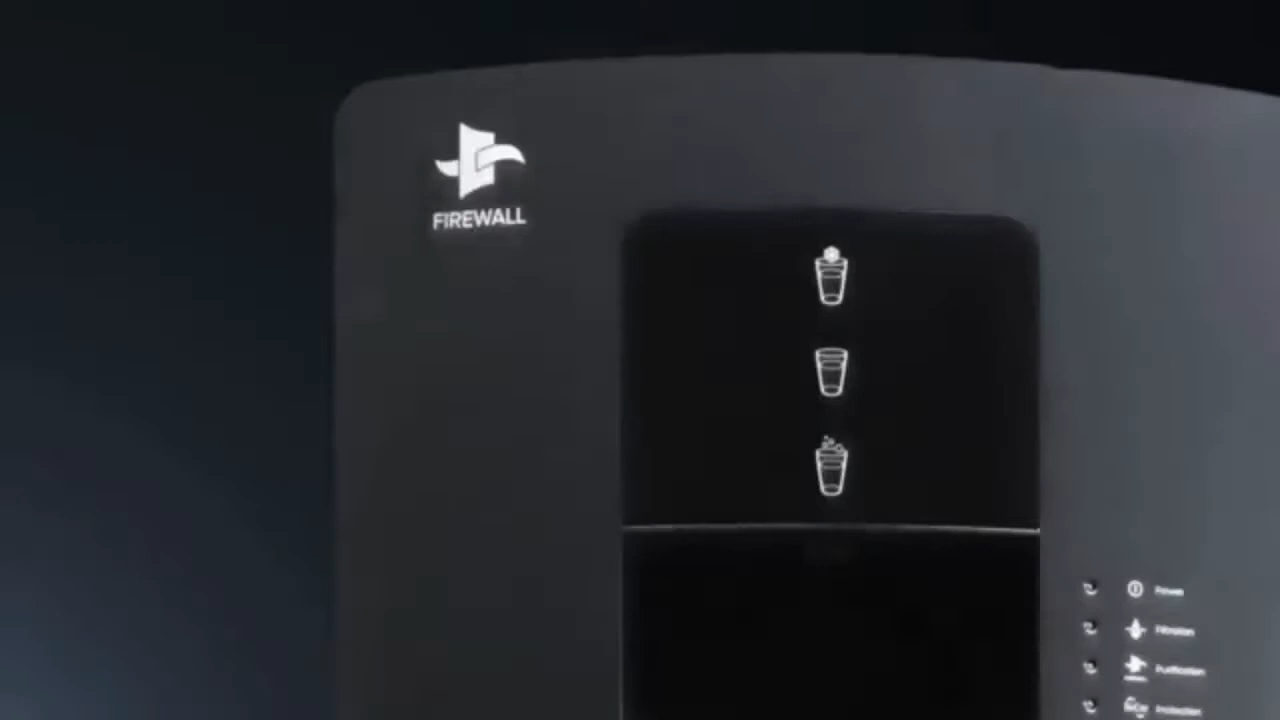 FIREWALL
Power
Filtration
Purification
Protection